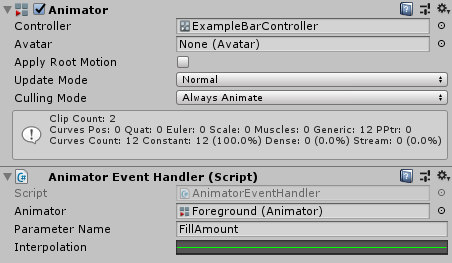 Animator
Controller ExampleBarController
Avatar None (Avatar)
Apply Root Motion
Update Mode Normal
Culling Mode Always Animate
Clip Count: 2
Curves Pos: 0 Quat: 0 Euler: 0 Scale: 0 Muscles: 0 Generic: 12 PPtr: 0
Curves Count: 12 Constant: 12 (100.0%) Dense: 0 (0.0%) Stream: 0 (0.0%)
Animator Event Handler (Script)
Script AnimatorEventHandler
Animator Foreground (Animator)
Parameter Name FillAmount
Interpolation